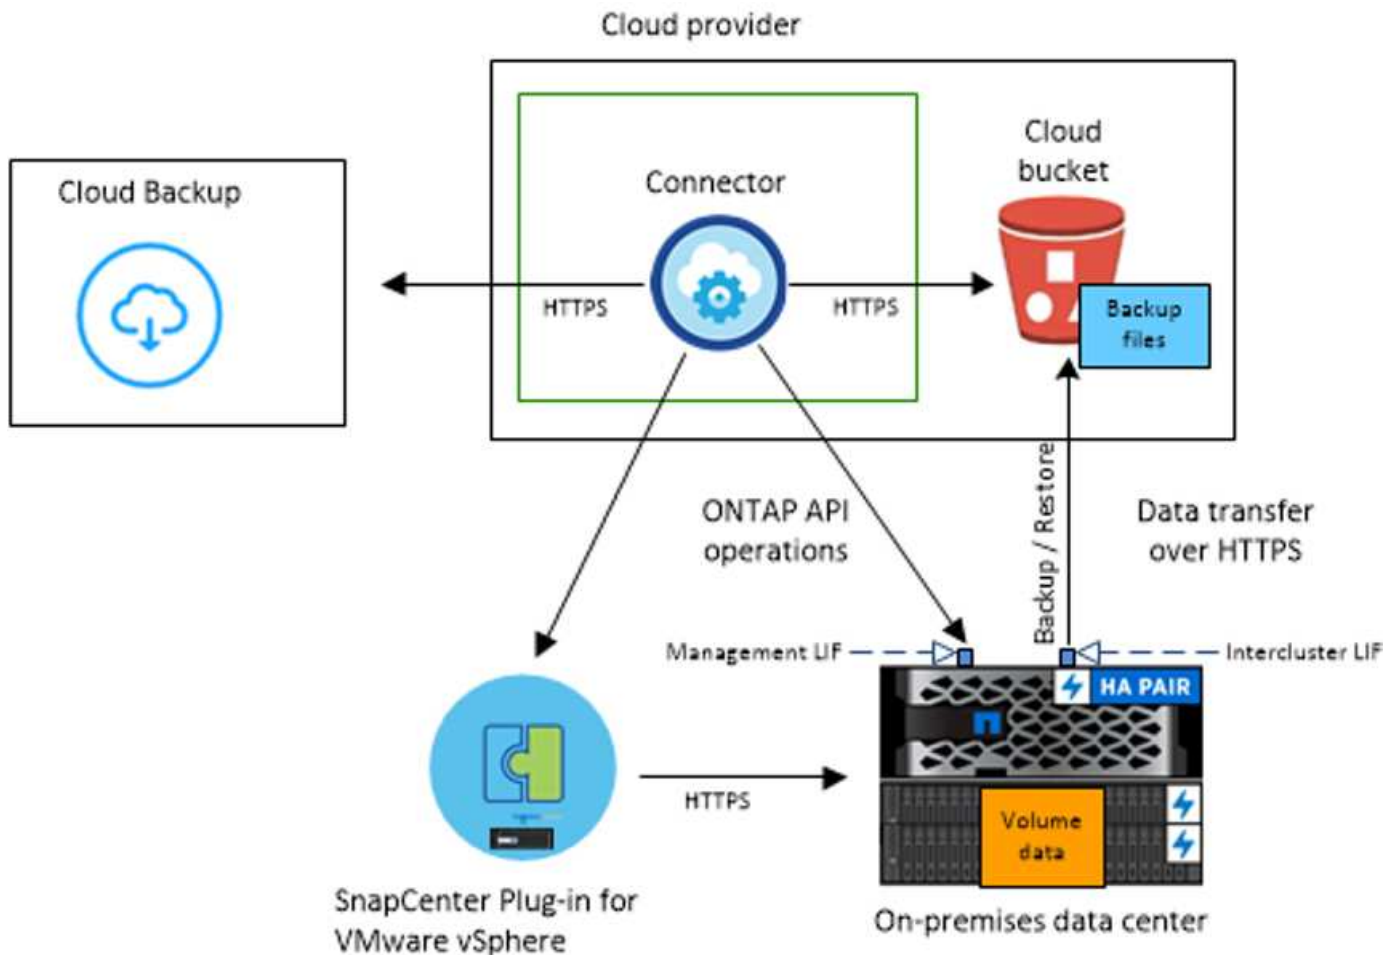 Cloud provider
Cloud Backup
Connector
Cloud
bucket
HTTPS
HTTPS
Backup
files
ONTAP API
operations
Backup / Restore
Data transfer
over HTTPS
Management LIF
Intercluster LIF
HA PAIR
HTTPS
Volume
data
SnapCenter Plug-in for
VMware vSphere
On-premises data center